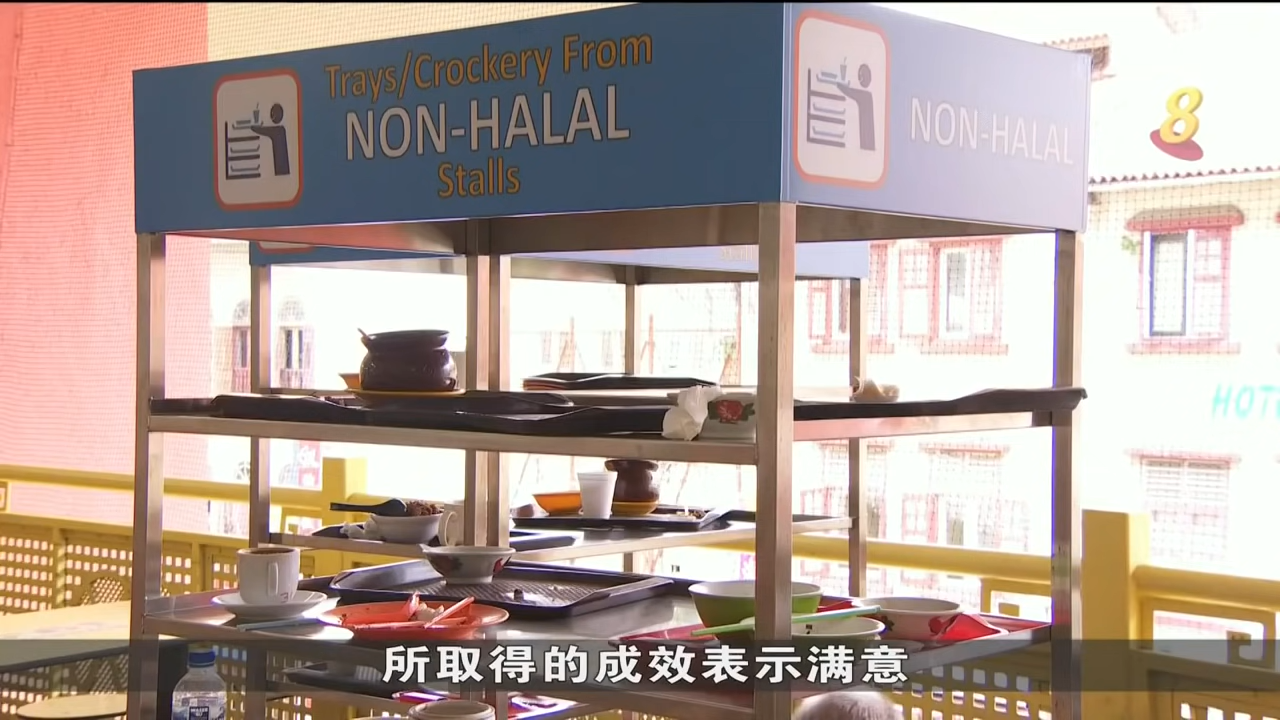 Trays/Crockery From
NON-HALAL
Stalls
NON-HALAL
8
HOT
所取得的成效表示满意